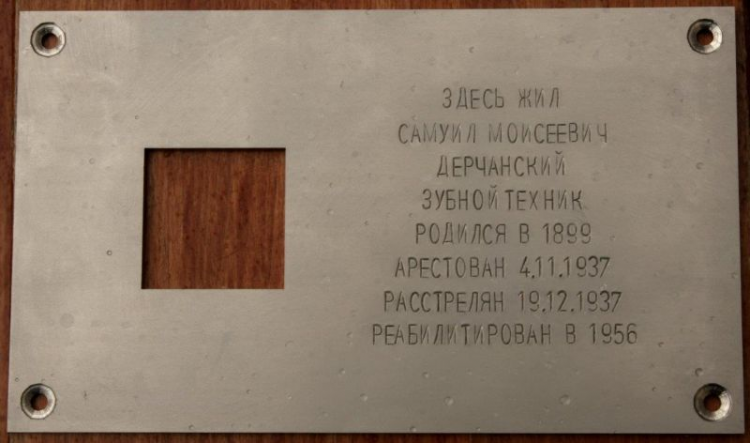 ЗДЕСЬ ЖИЛ
САМУИЛ МОИСЕЕВИЧ
ДЕРЧАНСКИЙ
ЗУБНОЙ ТЕХНИК
РОДИЛСЯ В 1899
АРЕСТОВАН 4.11.1937
РАССТРЕЛЯН 19.12.1937
РЕАБИЛИТИРОВАН В 1956